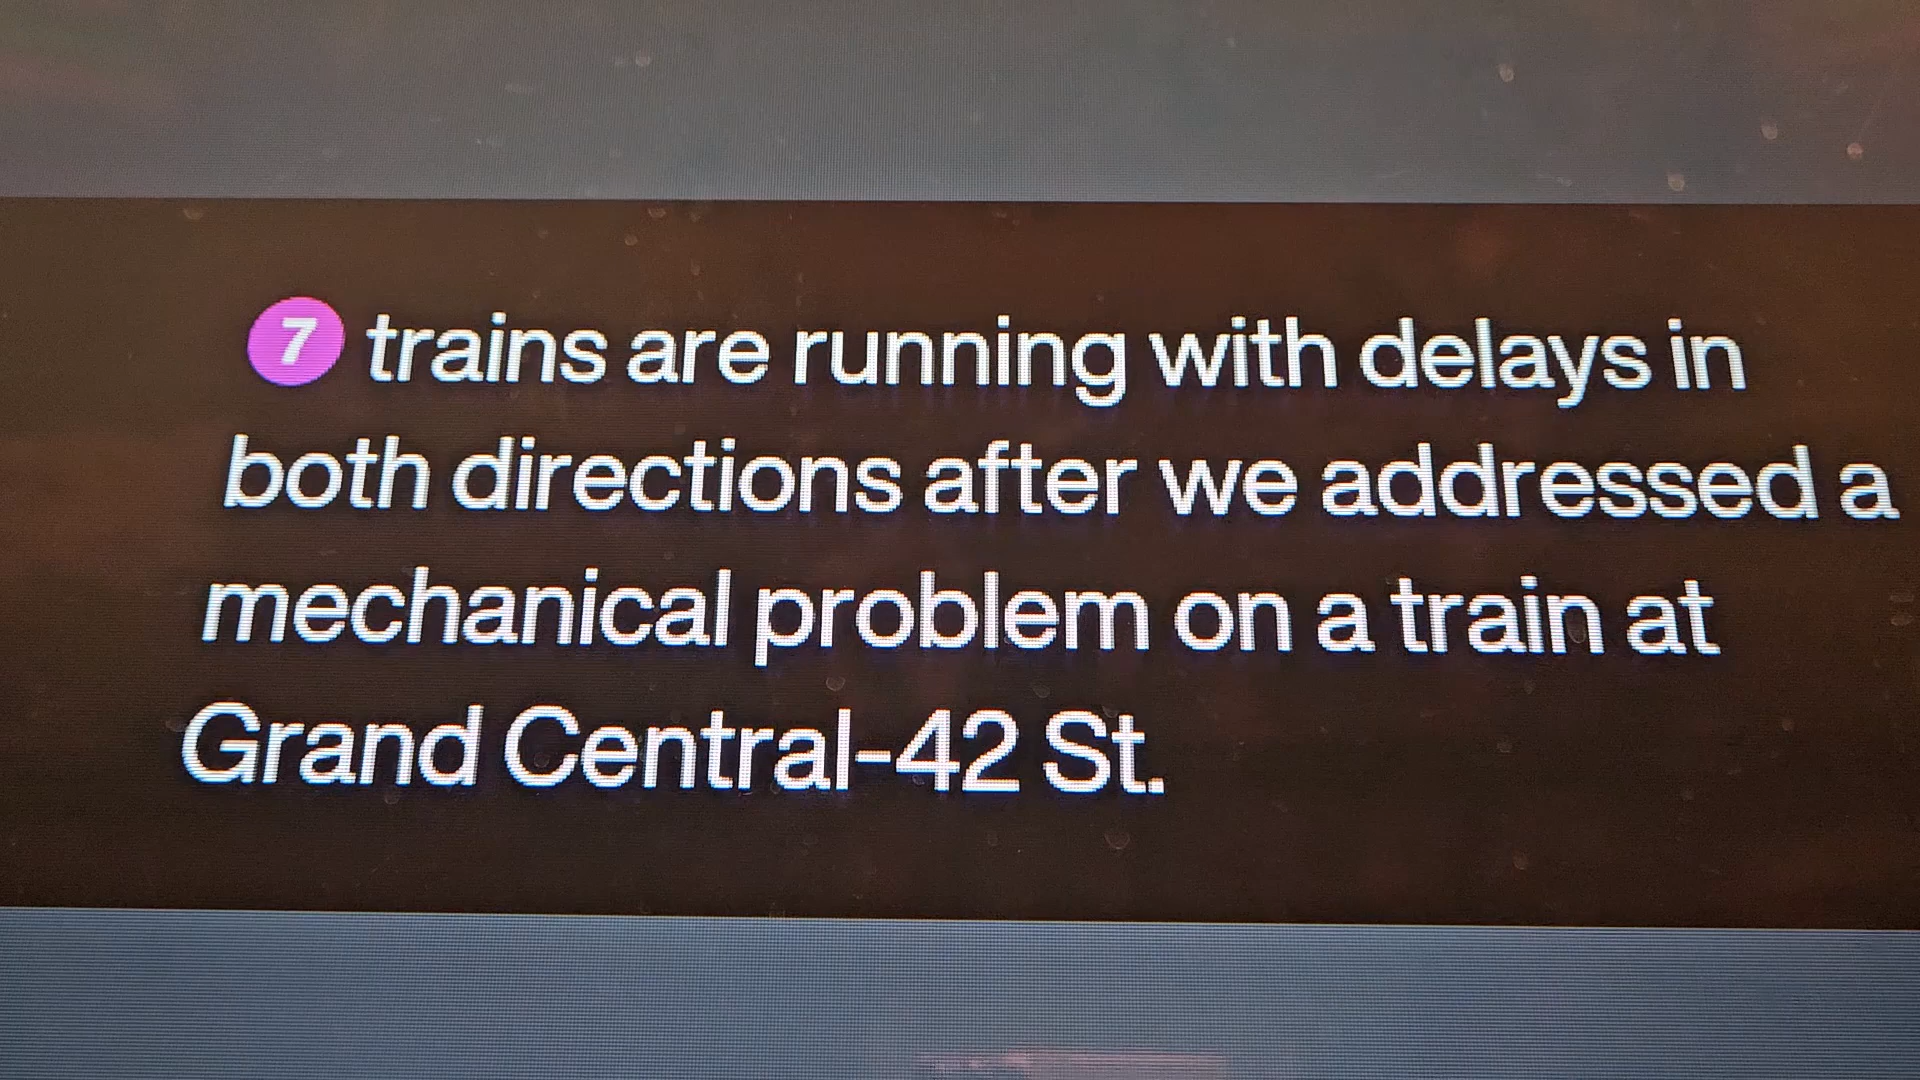 7 trains are running with delays in
both directions after we addressed a
mechanical problem on a train at
Grand Central-42 St.